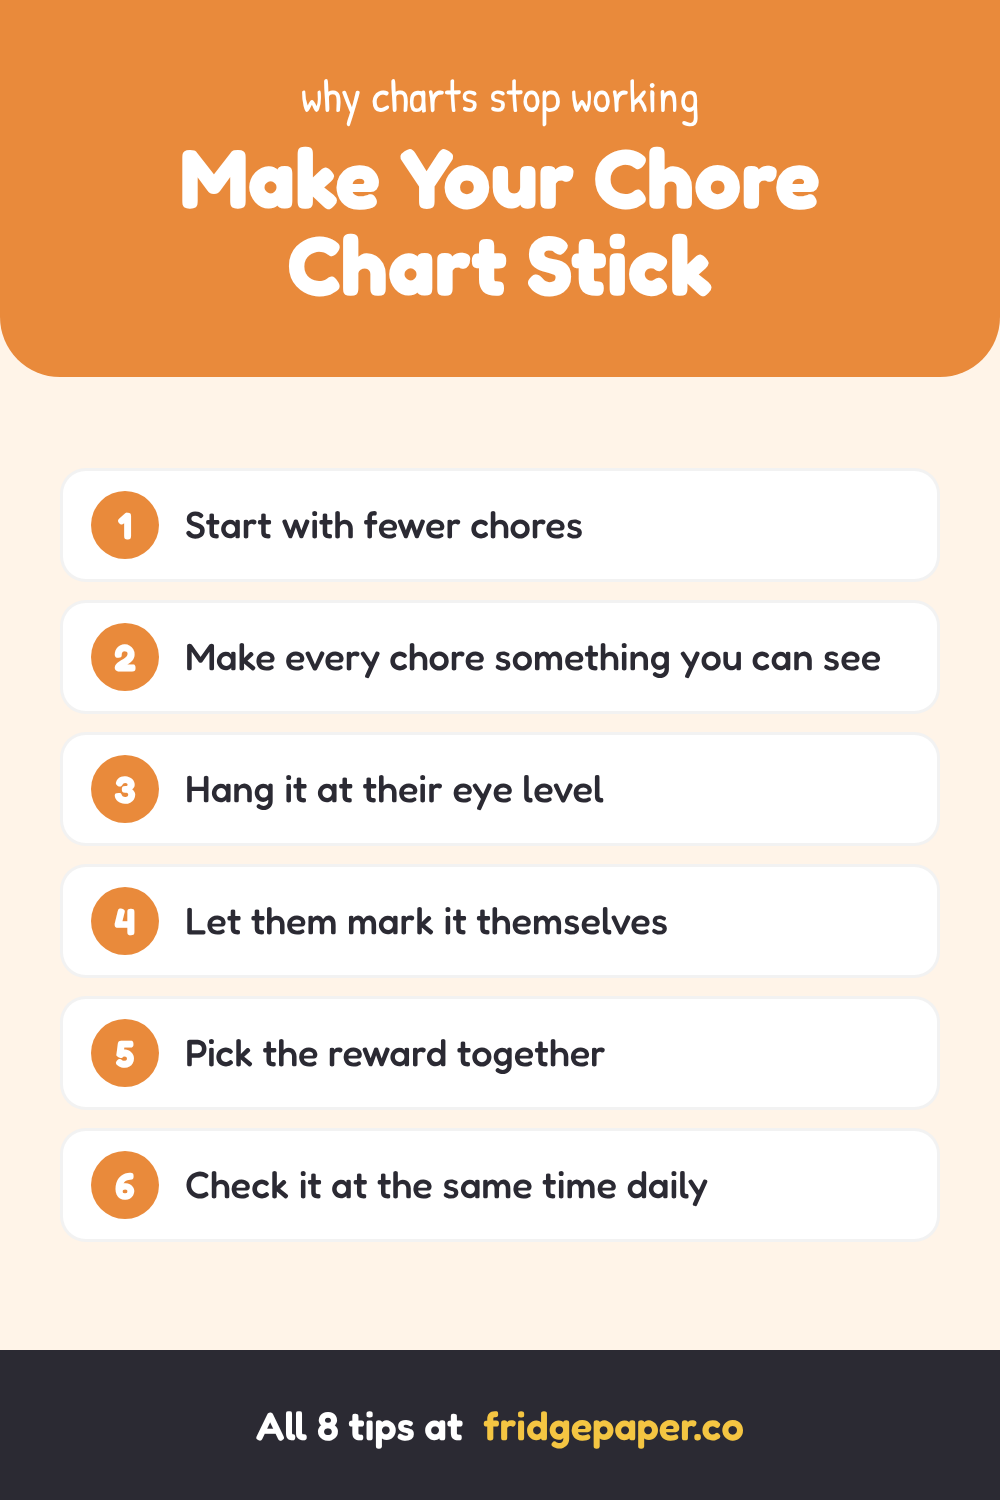 why charts stop working
Make Your Chore
Chart Stick
1 Start with fewer chores
2 Make every chore something you can see
3 Hang it at their eye level
4 Let them mark it themselves
5 Pick the reward together
6 Check it at the same time daily
All 8 tips at fridgepaper.co